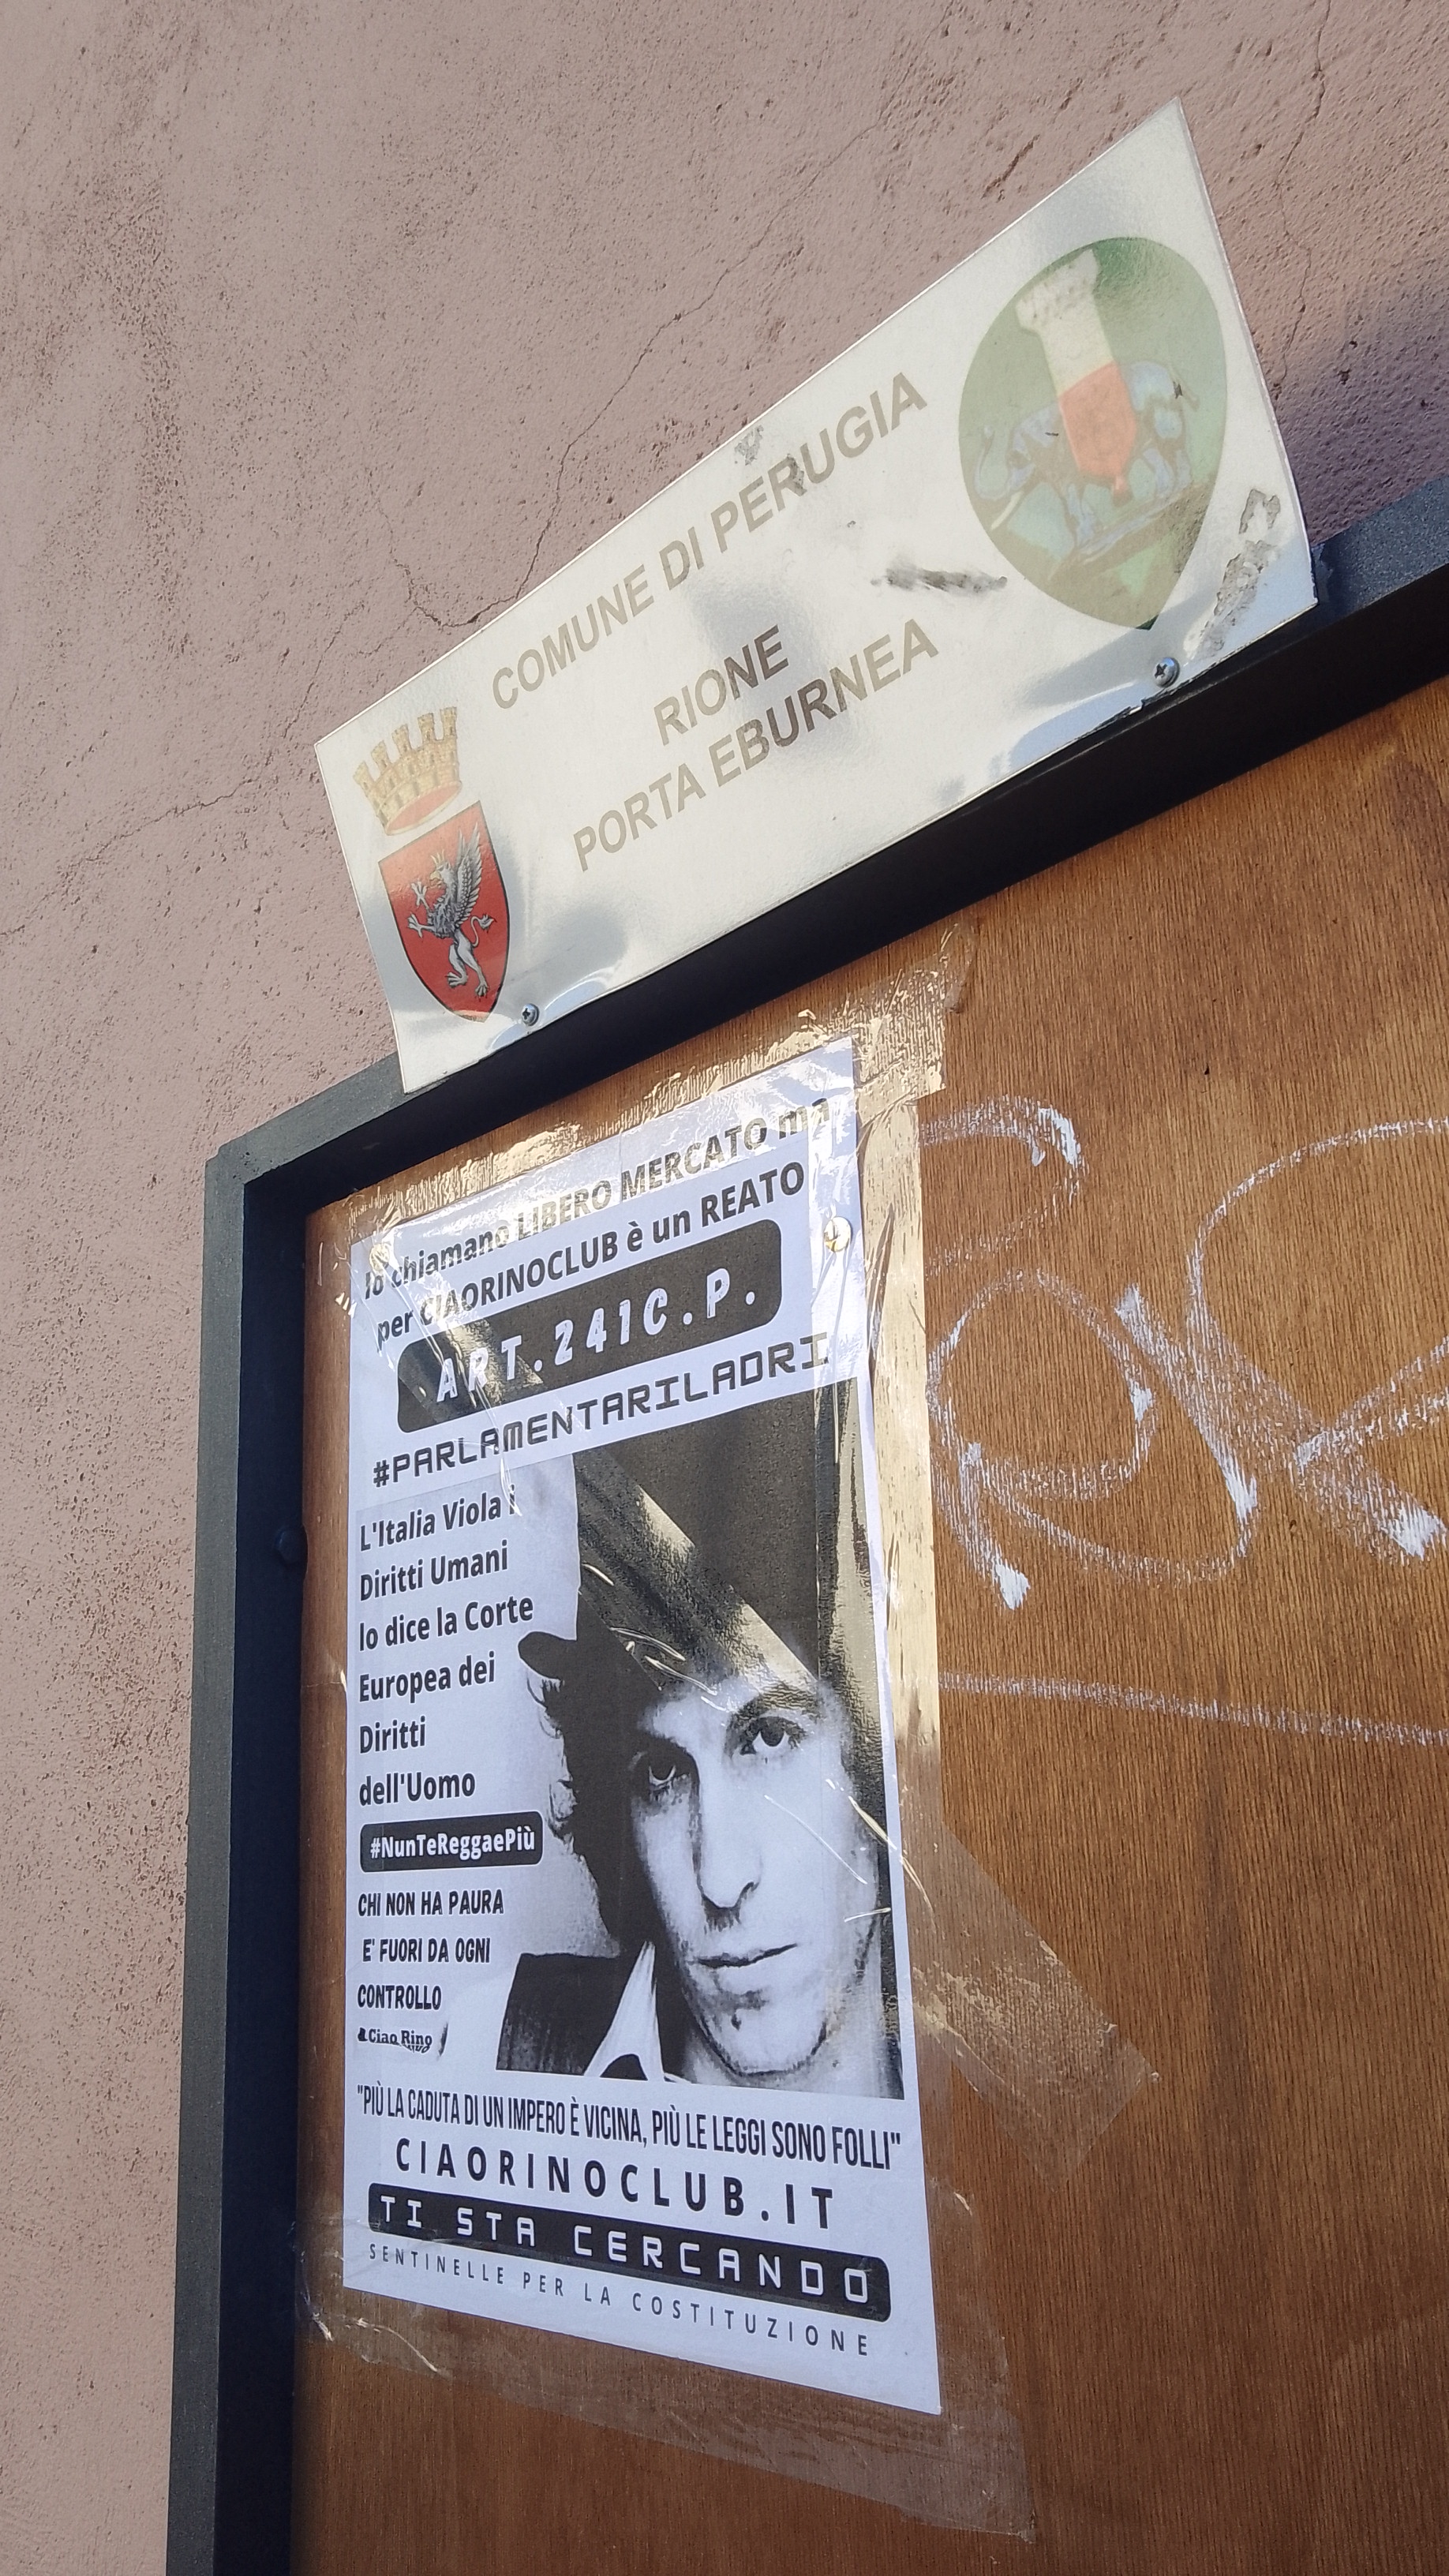 COMUNE DI PERUGIA
RIONE
PORTA EBURNEA
lo chiamano LIBERO MERCATO ma
per CIAORINOCLUB è un REATO
ART.241C.P.
#PARLAMENTARILADRI
L'Italia Viola i
Diritti Umani
lo dice la Corte
Europea dei
Diritti
dell'Uomo
#NunTeReggaePiù
CHI NON HA PAURA
E' FUORI DA OGNI
CONTROLLO
Ciao Rino
"PIÙ LA CADUTA DI UN IMPERO È VICINA, PIÙ LE LEGGI SONO FOLLI"
CIAORINOCLUB.IT
TI STA CERCANDO
SENTINELLE PER LA COSTITUZIONE